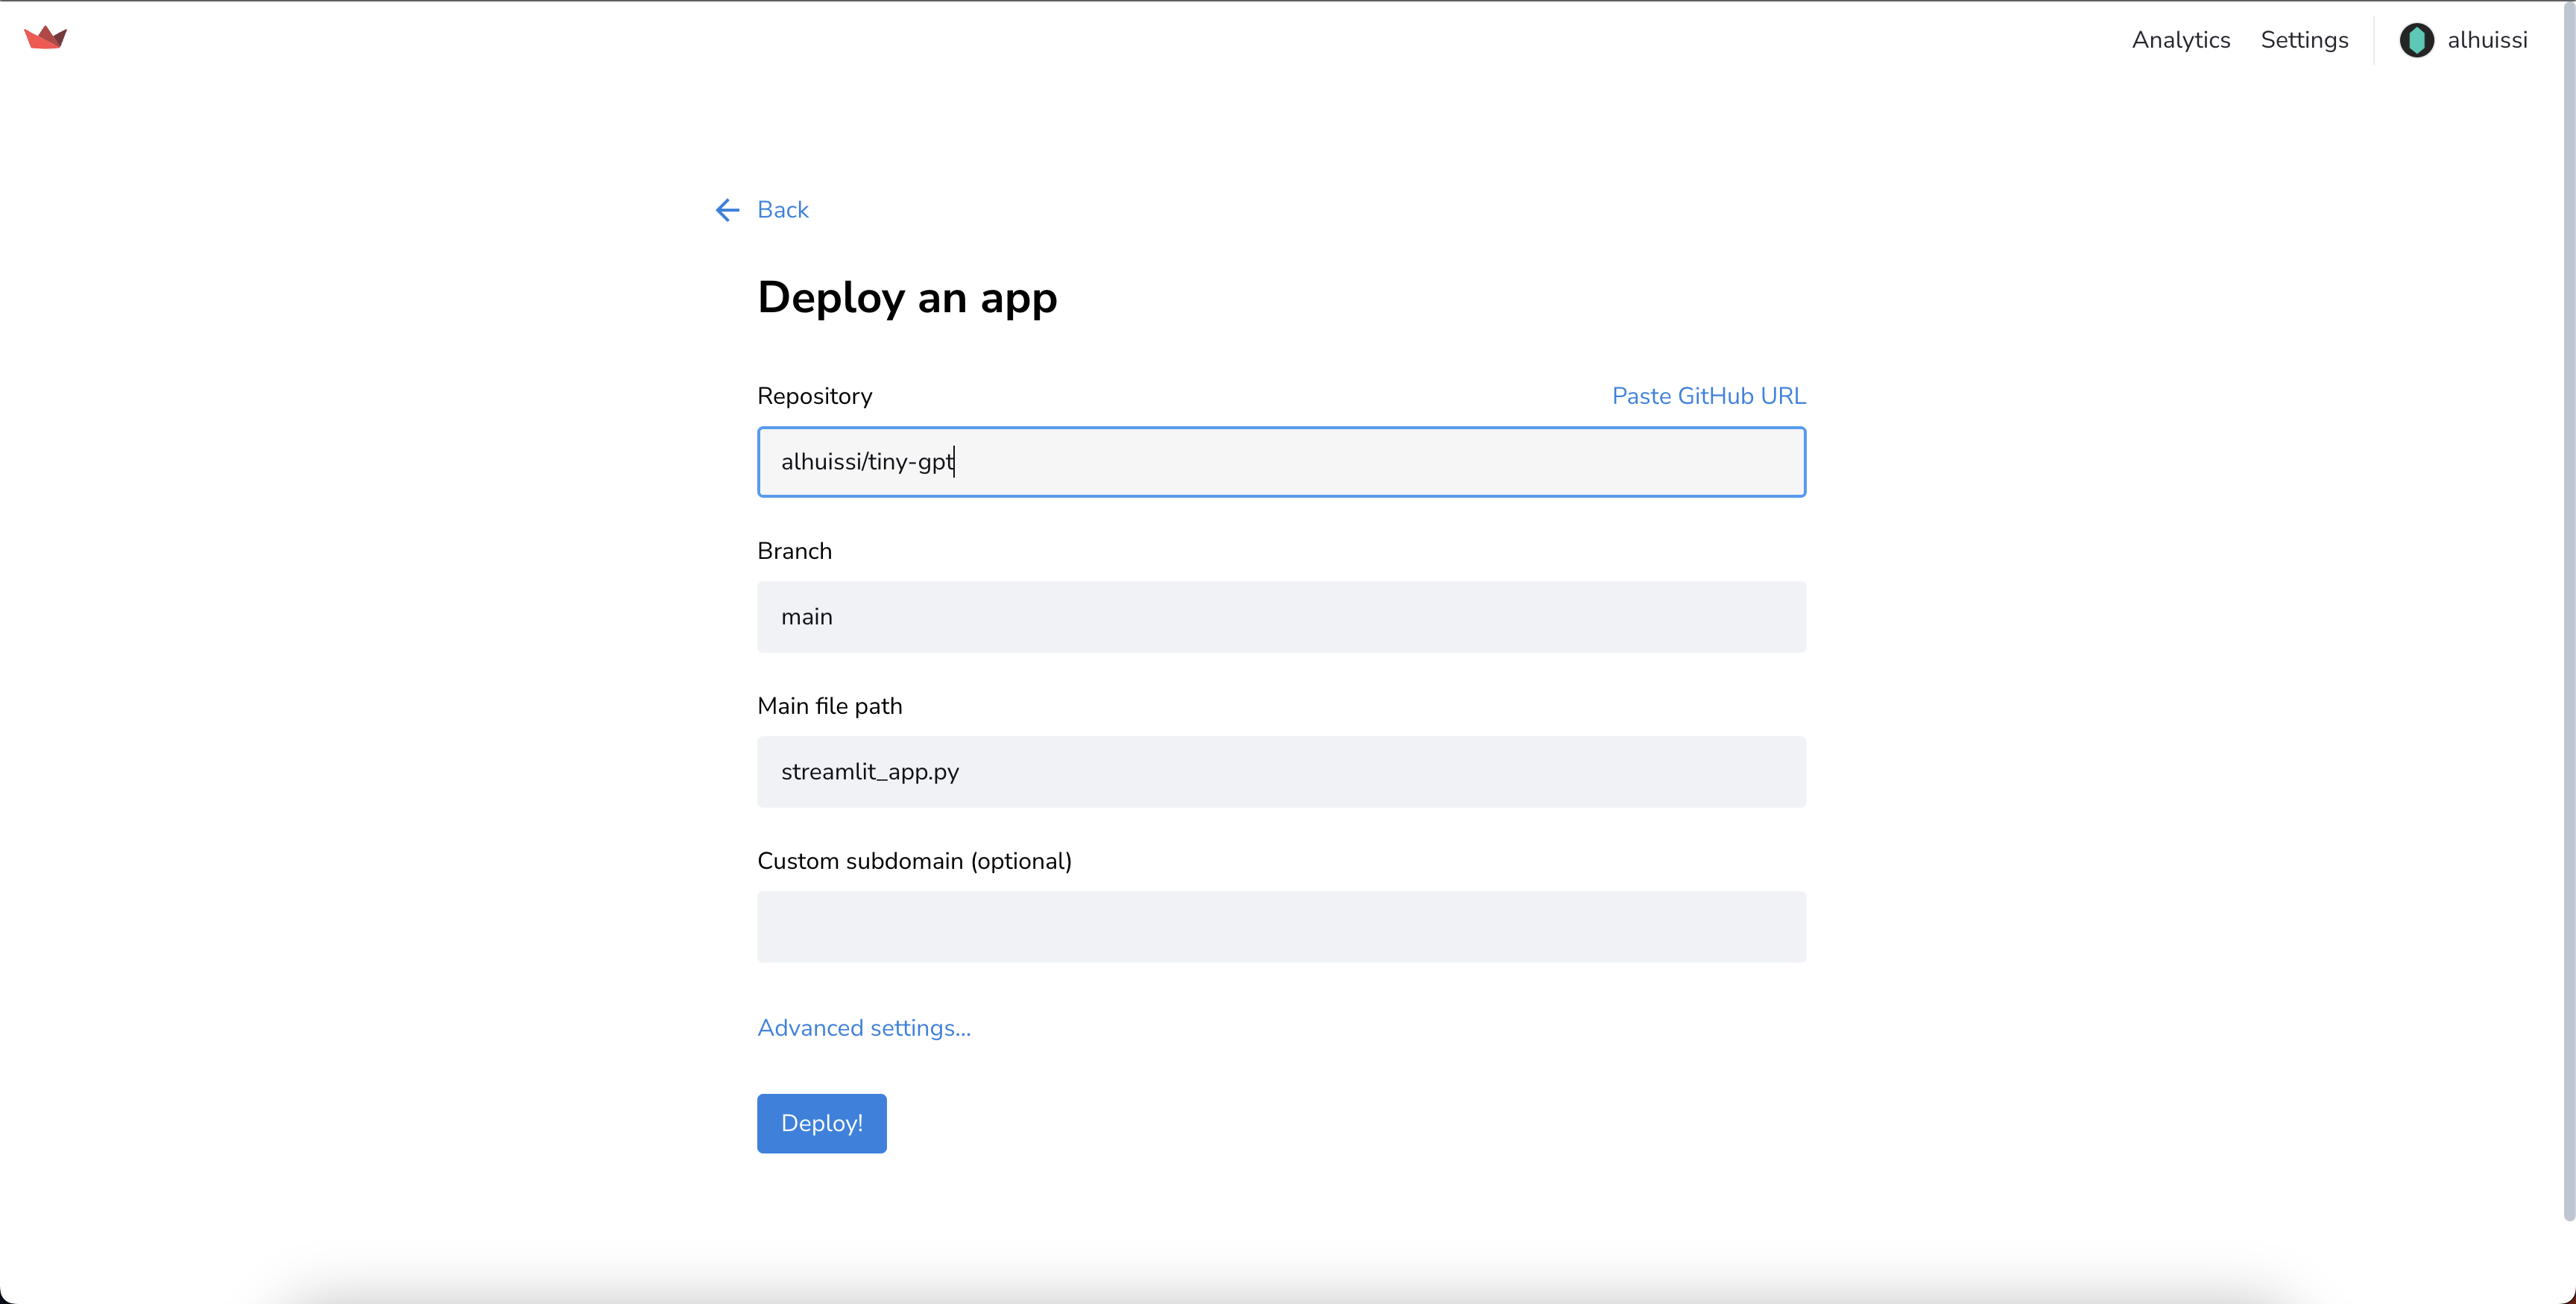 Analytics Settings alhuissi
Back
Deploy an app
Repository Paste GitHub URL
alhuissi/tiny-gpt
Branch
main
Main file path
streamlit_app.py
Custom subdomain (optional)
Advanced settings...
Deploy!